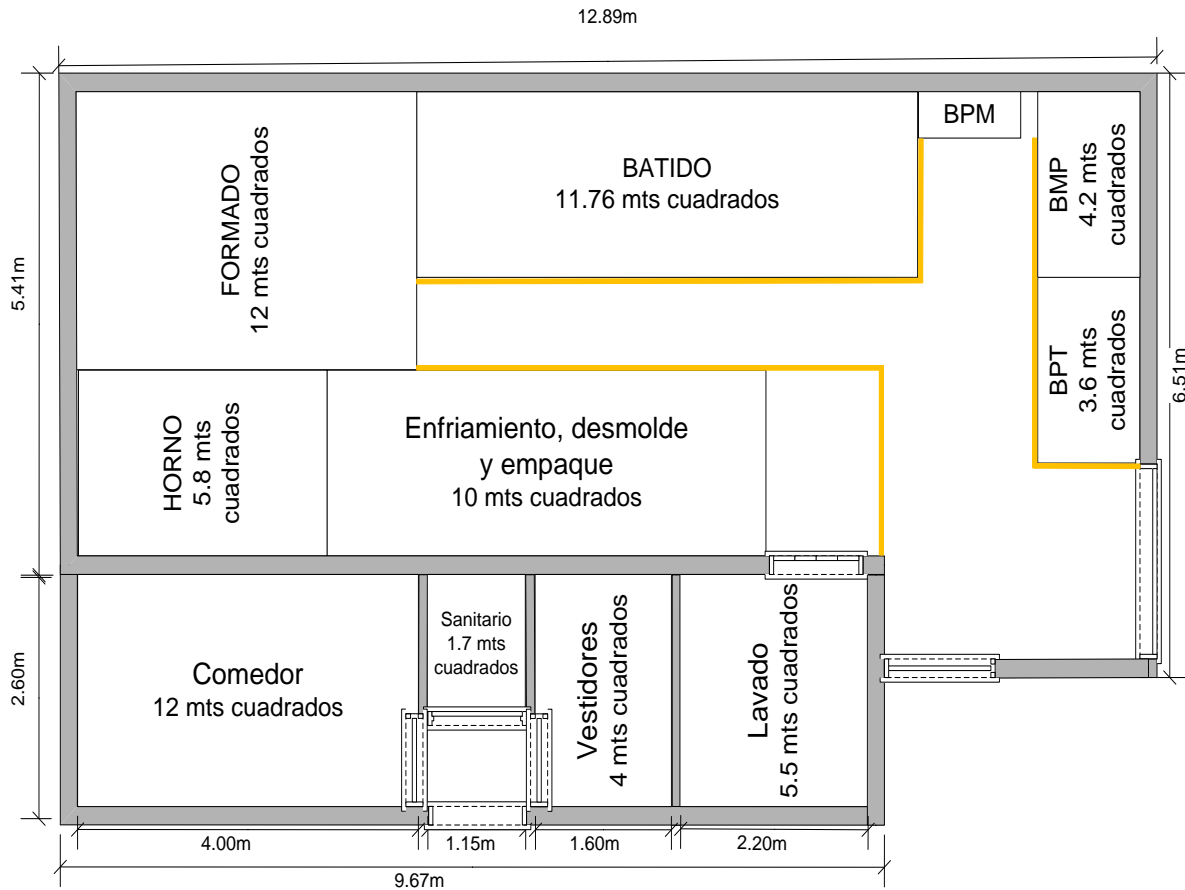 12.89m
BPM
BATIDO
11.76 mts cuadrados
FORMADO
12 mts cuadrados
BMP
4.2 mts
cuadrados
5.41m
BPT
3.6 mts
cuadrados
6.51m
HORNO
5.8 mts
cuadrados
Enfriamiento, desmolde
y empaque
10 mts cuadrados
2.60m
Comedor
12 mts cuadrados
Sanitario
1.7 mts
cuadrados
Vestidores
4 mts cuadrados
Lavado
5.5 mts cuadrados
4.00m
1.15m
1.60m
2.20m
9.67m